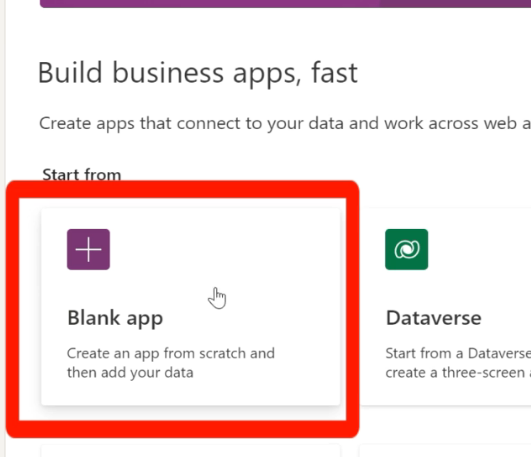 Build business apps, fast
Create apps that connect to your data and work across web a
Start from
Blank app
Create an app from scratch and
then add your data
Dataverse
Start from a Dataverse
create a three-screen